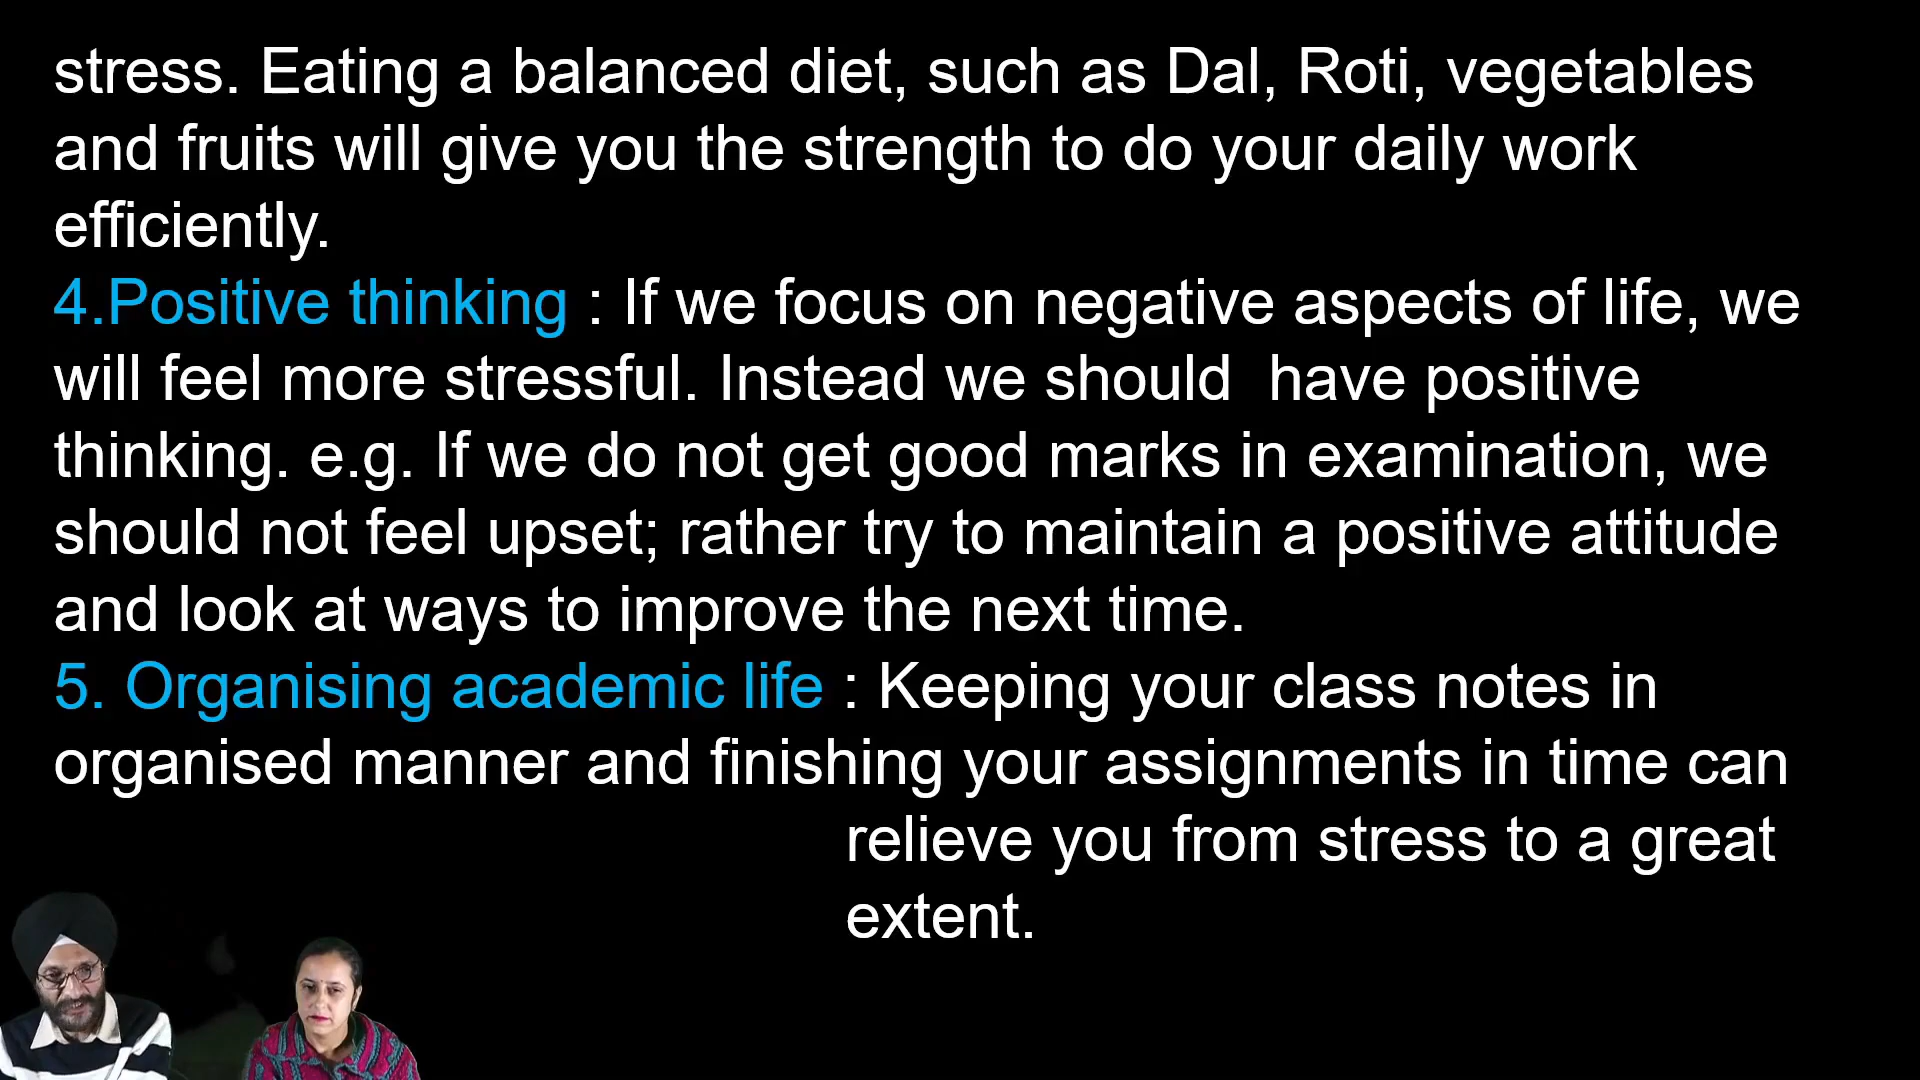 stress. Eating a balanced diet, such as Dal, Roti, vegetables
and fruits will give you the strength to do your daily work
efficiently.
4.Positive thinking : If we focus on negative aspects of life, we
will feel more stressful. Instead we should  have positive
thinking. e.g. If we do not get good marks in examination, we
should not feel upset; rather try to maintain a positive attitude
and look at ways to improve the next time.
5. Organising academic life : Keeping your class notes in
organised manner and finishing your assignments in time can
relieve you from stress to a great
extent.